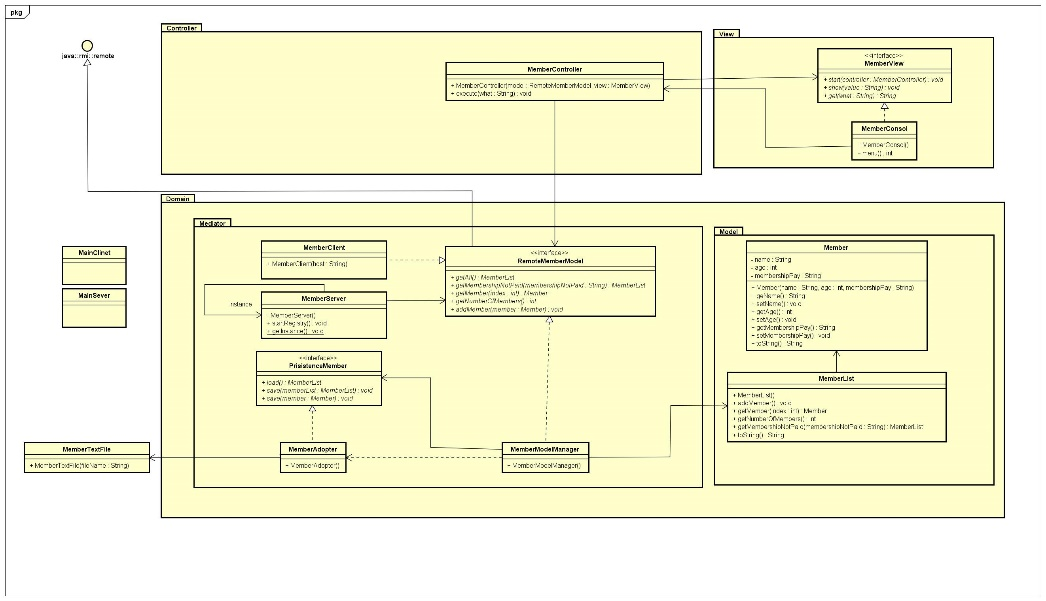 pkg
java::rmi::remote
Controller
MemberController
+ MemberController(model : RemoteMemberModel, view : MemberView)
+ execute(what : String) : void
View
<<interface>>
MemberView
+ start(controller : MemberController) : void
+ show(value : String) : void
+ get(what : String) : String
MemberConsol
MemberConsol()
- menu() : int
Domain
Mediator
MemberClient
+ MemberClient(host : String)
instance
MemberServer
- MemberServer()
+ startRegistry() : void
+ getInstance() : void
<<interface>>
RemoteMemberModel
+ getAll() : MemberList
+ getMembershipNotPaid(membershipNotPaid : String) : MemberList
+ getMember(index : int) : Member
+ getNumberOfMembers() : int
+ addMember(member : Member) : void
<<interface>>
PrisistenceMember
+ load() : MemberList
+ save(memberList : MemberList) : void
+ save(member : Member) : void
MemberAdopter
+ MemberAdopter()
MemberModelManager
+ MemberModelManager()
Model
Member
- name : String
- age : int
- membershipPay : String
+ Member(name : String, age : int, membershipPay : String)
- getName() : String
- setName() : void
- getAge() : int
- setAge() : void
- getMembershipPay() : String
- setMembershipPay() : void
- toString() : String
MemberList
+ MemberList()
+ addMember() : void
+ getMember(index : int) : Member
+ getNumberOfMembers() : int
+ getMembershipNotPaid(membershipNotPaid : String) : MemberList
+ toString() : String
MainClinet
MainSever
MemberTextFile
+ MemberTextFile(fileName : String)